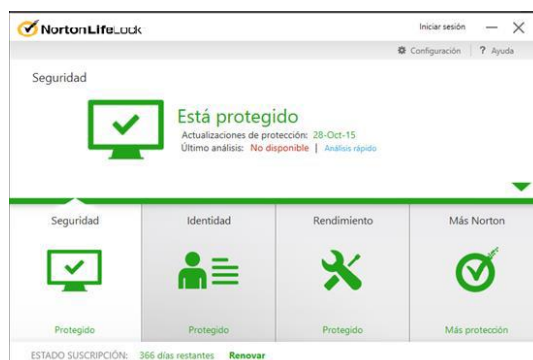 NortonLifeLock
Iniciar sesión
Configuración | ? Ayuda
Seguridad
Está protegido
Actualizaciones de protección: 28-Oct-15
Último análisis: No disponible | Análisis rápido
Seguridad Identidad Rendimiento Más Norton
Protegido Protegido Protegido Más protección
ESTADO SUSCRIPCIÓN: 366 días restantes Renovar